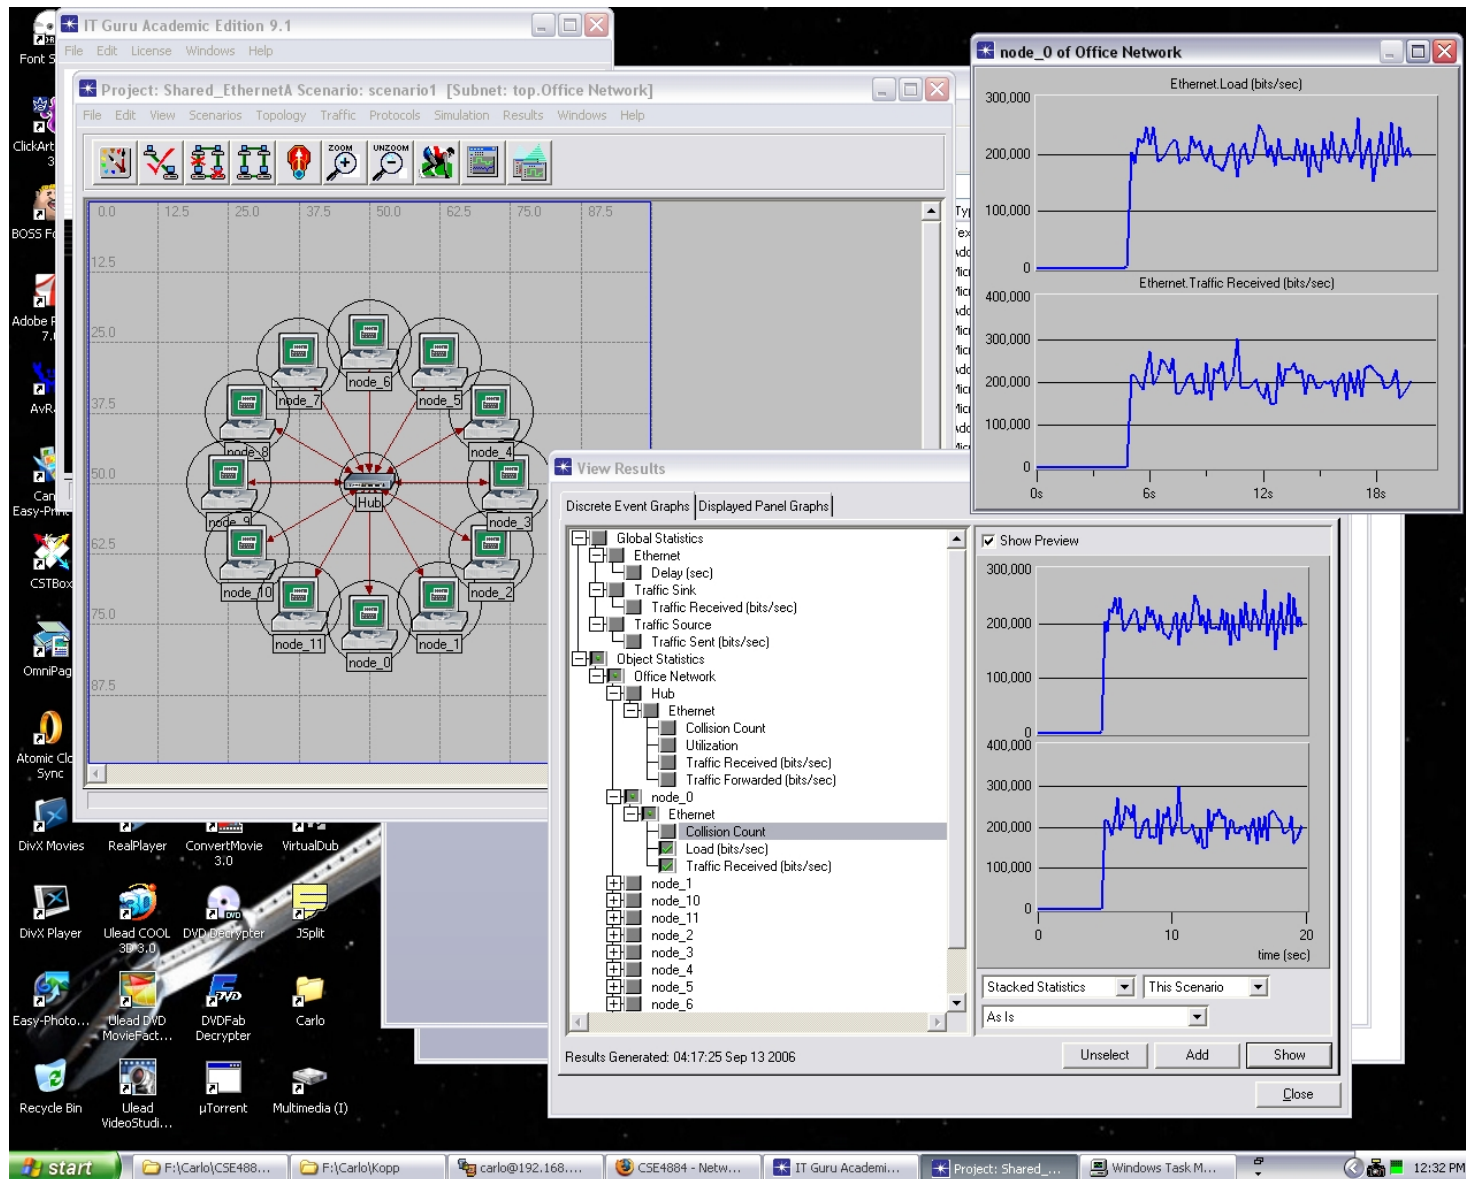 IT Guru Academic Edition 9.1
File Edit License Windows Help
Project: Shared_EthernetA Scenario: scenario1 [Subnet: top.Office Network]
File Edit View Scenarios Topology Traffic Protocols Simulation Results Windows Help
ZOOM
UNZOOM
0.0 12.5 25.0 37.5 50.0 62.5 75.0 87.5
12.5
25.0
37.5
50.0
62.5
75.0
87.5
node_6
node_7
node_5
node_8
node_4
node_9
Hub
node_3
node_10
node_2
node_11
node_1
node_0
node_0 of Office Network
Ethernet.Load (bits/sec)
300,000
200,000
100,000
0
Ethernet.Traffic Received (bits/sec)
400,000
300,000
200,000
100,000
0
0s 6s 12s 18s
View Results
Discrete Event Graphs Displayed Panel Graphs
Global Statistics
Ethernet
Delay (sec)
Traffic Sink
Traffic Received (bits/sec)
Traffic Source
Traffic Sent (bits/sec)
Object Statistics
Office Network
Hub
Ethernet
Collision Count
Utilization
Traffic Received (bits/sec)
Traffic Forwarded (bits/sec)
node_0
Ethernet
Collision Count
Load (bits/sec)
Traffic Received (bits/sec)
node_1
node_10
node_11
node_2
node_3
node_4
node_5
node_6
Show Preview
300,000
200,000
100,000
0
400,000
300,000
200,000
100,000
0
0 10 20
time (sec)
Stacked Statistics This Scenario
As Is
Results Generated: 04:17:25 Sep 13 2006
Unselect Add Show
Close
Font S
ClickArt
3
BOSS Fo
Adobe R
7.
AvR
Can
Easy-Print
CSTBox
OmniPag
Atomic Clo
Sync
DivX Movies
RealPlayer
ConvertMovie
3.0
VirtualDub
DivX Player
Ulead COOL
3D 3.0
DVD Decrypter
JSplit
Easy-Photo...
Ulead DVD
MovieFact...
DVDFab
Decrypter
Carlo
Recycle Bin
Ulead
VideoStudi...
µTorrent
Multimedia (I)
start
F:\Carlo\CSE488...
F:\Carlo\Kopp
carlo@192.168....
CSE4884 - Netw...
IT Guru Academi...
Project: Shared_...
Windows Task M...
12:32 PM